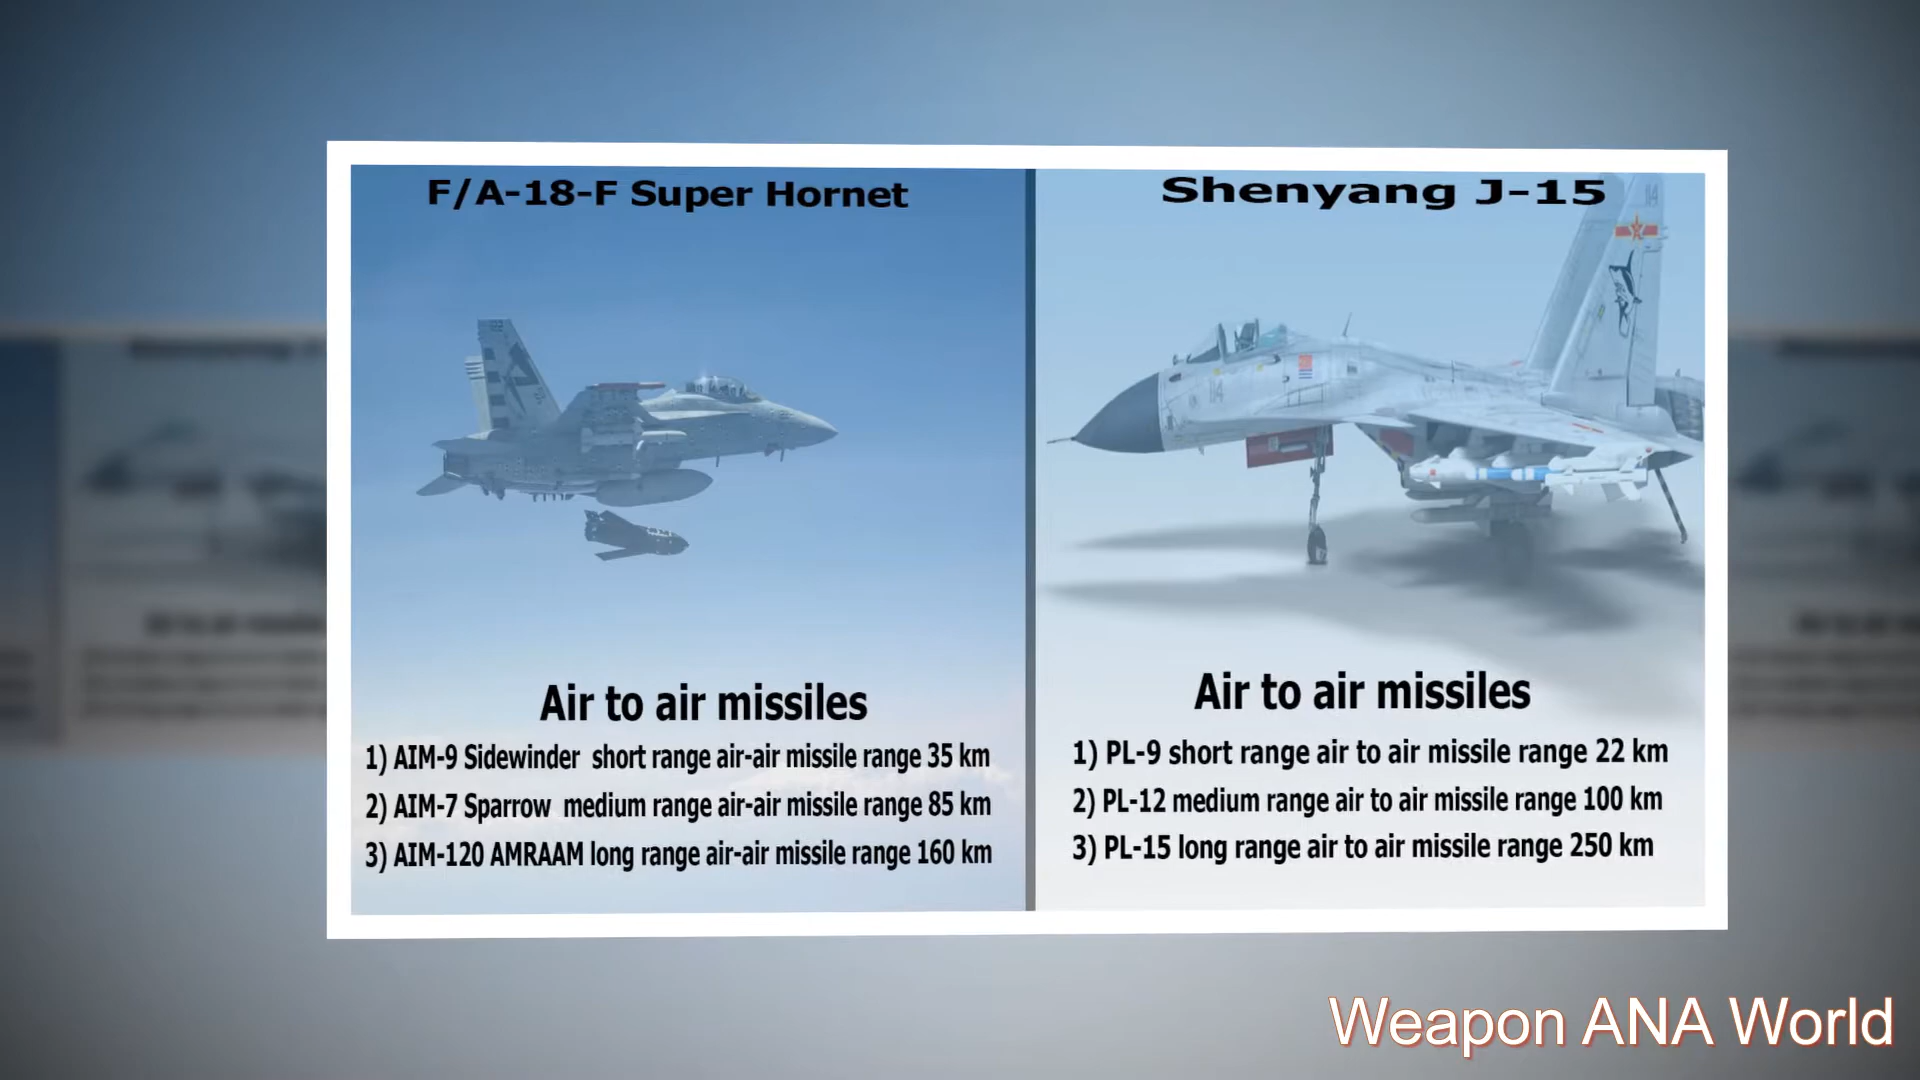 F/A-18-F Super Hornet
Air to air missiles
1) AIM-9 Sidewinder short range air-air missile range 35 km
2) AIM-7 Sparrow medium range air-air missile range 85 km
3) AIM-120 AMRAAM long range air-air missile range 160 km
Shenyang J-15
114
114
Air to air missiles
1) PL-9 short range air to air missile range 22 km
2) PL-12 medium range air to air missile range 100 km
3) PL-15 long range air to air missile range 250 km
Weapon ANA World